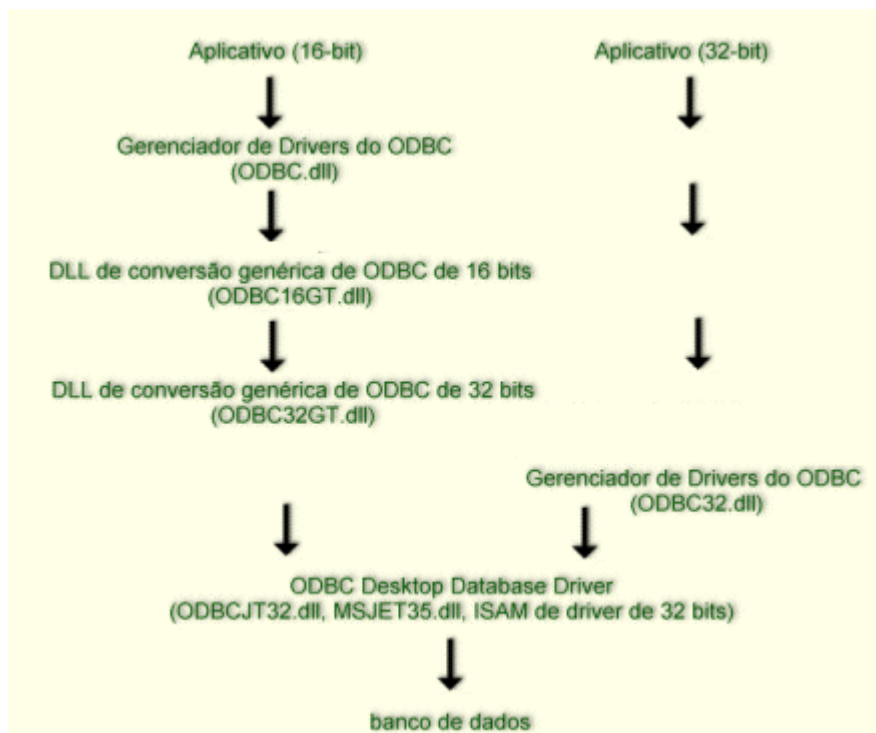 Aplicativo (16-bit)
Aplicativo (32-bit)
Gerenciador de Drivers do ODBC
(ODBC.dll)
DLL de conversão genérica de ODBC de 16 bits
(ODBC16GT.dll)
DLL de conversão genérica de ODBC de 32 bits
(ODBC32GT.dll)
Gerenciador de Drivers do ODBC
(ODBC32.dll)
ODBC Desktop Database Driver
(ODBCJT32.dll, MSJET35.dll, ISAM de driver de 32 bits)
banco de dados